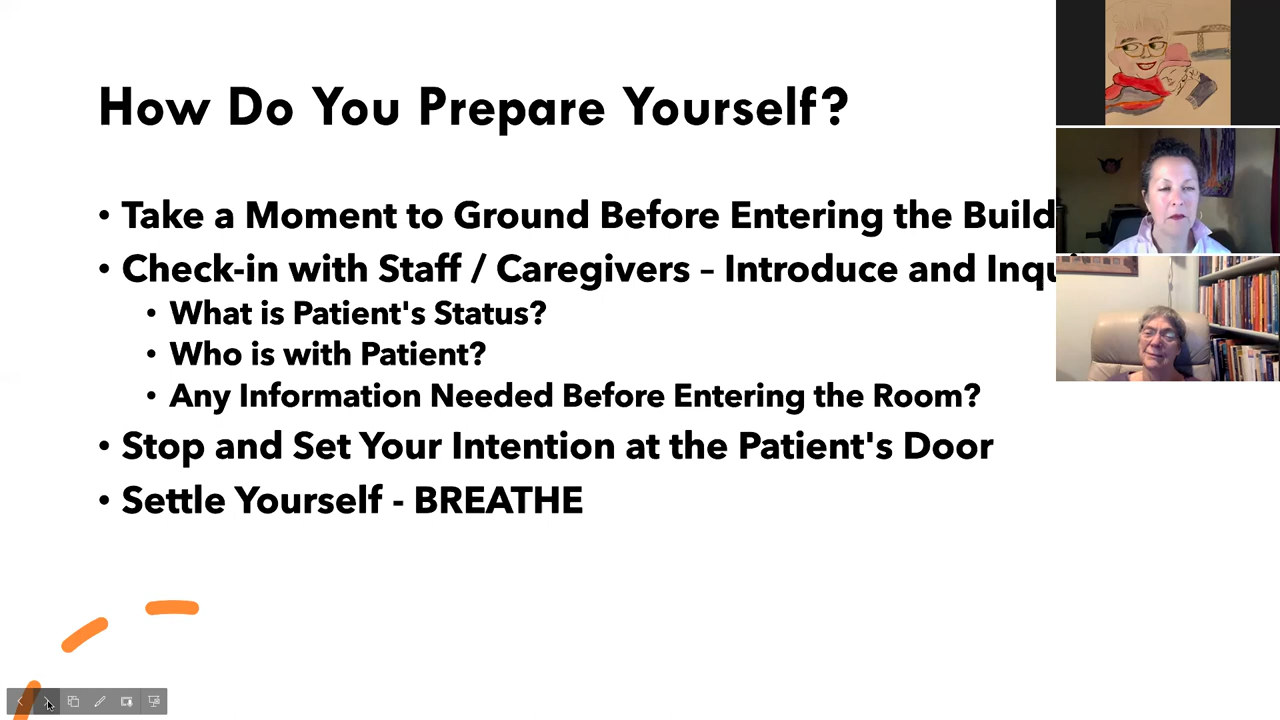 How Do You Prepare Yourself?
• Take a Moment to Ground Before Entering the Build
• Check-in with Staff / Caregivers – Introduce and Inqu
• What is Patient's Status?
• Who is with Patient?
• Any Information Needed Before Entering the Room?
• Stop and Set Your Intention at the Patient's Door
• Settle Yourself - BREATHE